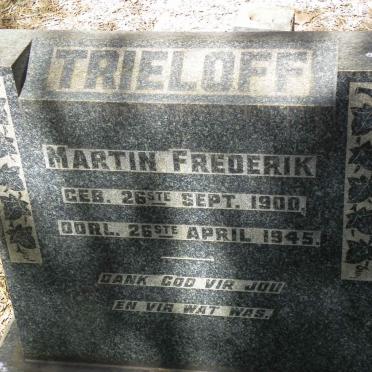 TRIELOFF
MARTIN FREDERIK
GEB. 26STE SEPT. 1900.
OORL. 26STE APRIL 1945.
DANK GOD VIR JOU
EN VIR WAT WAS.